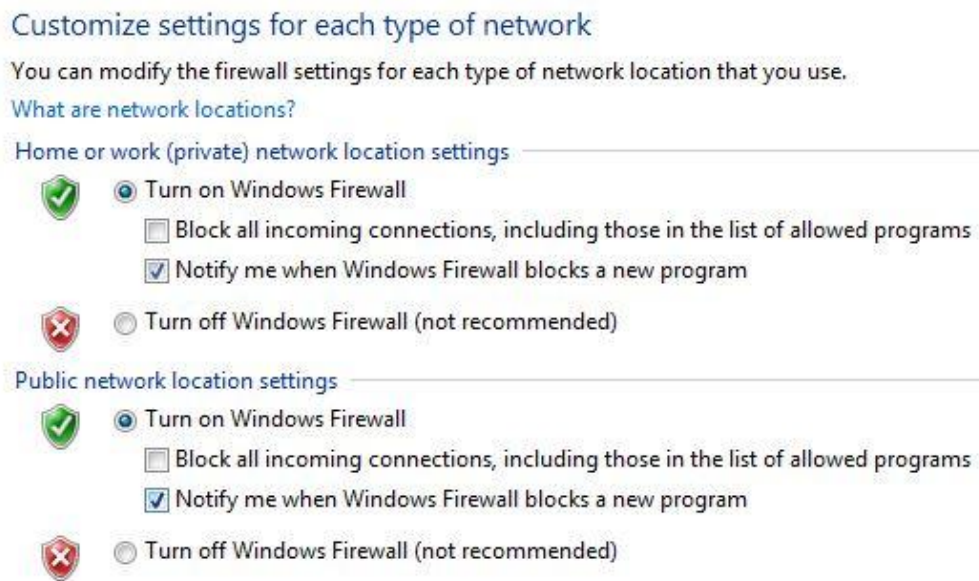 Customize settings for each type of network
You can modify the firewall settings for each type of network location that you use.
What are network locations?
Home or work (private) network location settings
Turn on Windows Firewall
Block all incoming connections, including those in the list of allowed programs
Notify me when Windows Firewall blocks a new program
Turn off Windows Firewall (not recommended)
Public network location settings
Turn on Windows Firewall
Block all incoming connections, including those in the list of allowed programs
Notify me when Windows Firewall blocks a new program
Turn off Windows Firewall (not recommended)